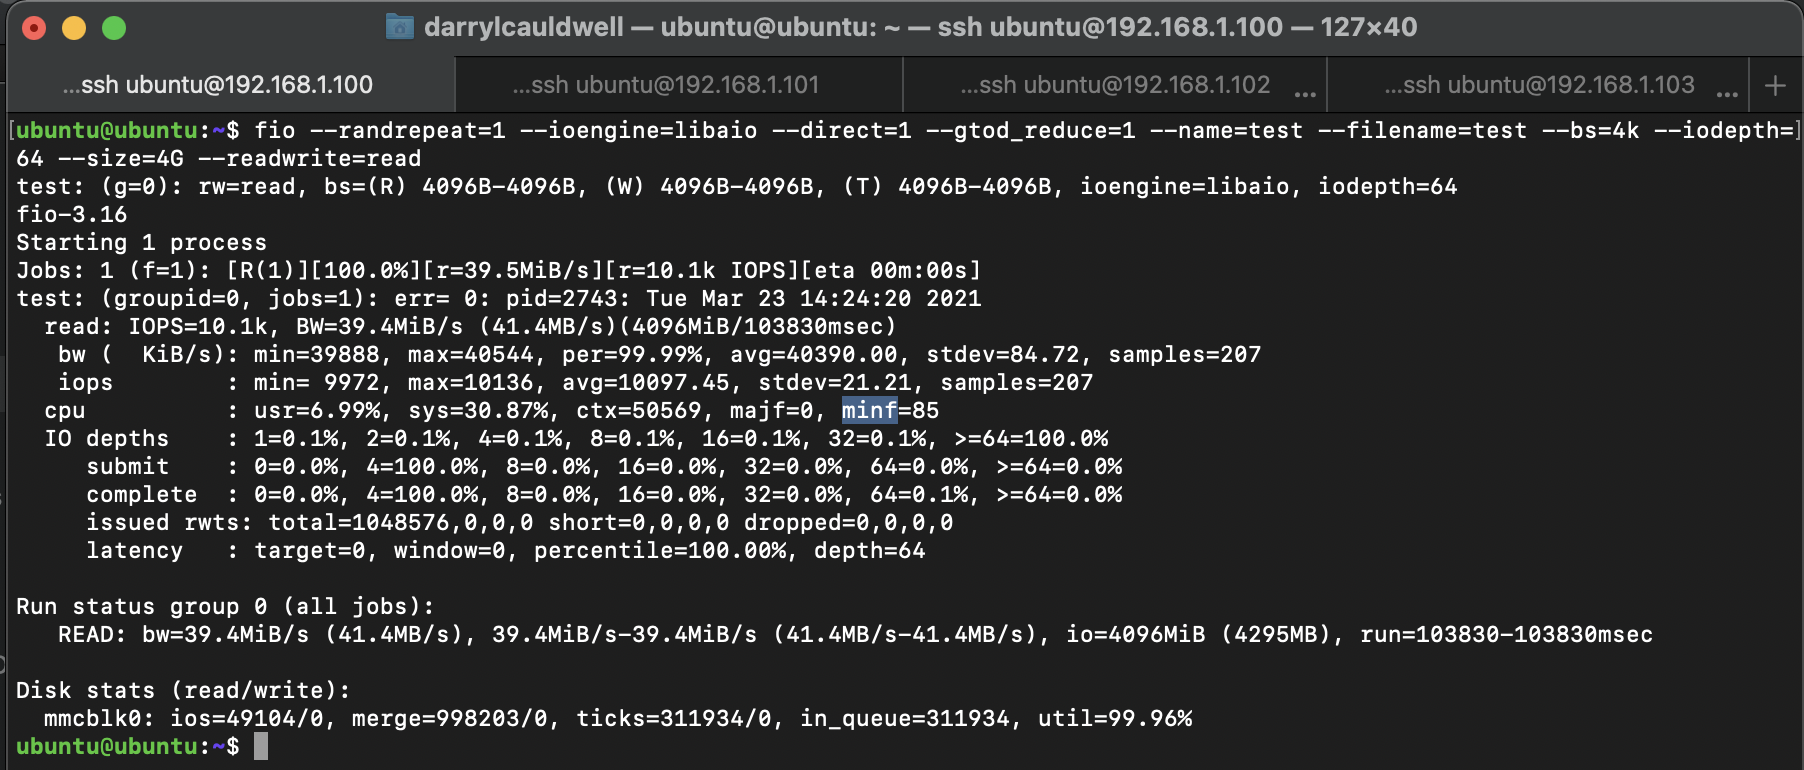 darrylcauldwell — ubuntu@ubuntu: ~ — ssh ubuntu@192.168.1.100 — 127×40
...ssh ubuntu@192.168.1.100 ...ssh ubuntu@192.168.1.101 ...ssh ubuntu@192.168.1.102 ... ...ssh ubuntu@192.168.1.103 ... +
[ubuntu@ubuntu:~$ fio --randrepeat=1 --ioengine=libaio --direct=1 --gtod_reduce=1 --name=test --filename=test --bs=4k --iodepth=]
64 --size=4G --readwrite=read
test: (g=0): rw=read, bs=(R) 4096B-4096B, (W) 4096B-4096B, (T) 4096B-4096B, ioengine=libaio, iodepth=64
fio-3.16
Starting 1 process
Jobs: 1 (f=1): [R(1)][100.0%][r=39.5MiB/s][r=10.1k IOPS][eta 00m:00s]
test: (groupid=0, jobs=1): err= 0: pid=2743: Tue Mar 23 14:24:20 2021
  read: IOPS=10.1k, BW=39.4MiB/s (41.4MB/s)(4096MiB/103830msec)
   bw (  KiB/s): min=39888, max=40544, per=99.99%, avg=40390.00, stdev=84.72, samples=207
   iops        : min= 9972, max=10136, avg=10097.45, stdev=21.21, samples=207
  cpu          : usr=6.99%, sys=30.87%, ctx=50569, majf=0, minf=85
  IO depths    : 1=0.1%, 2=0.1%, 4=0.1%, 8=0.1%, 16=0.1%, 32=0.1%, >=64=100.0%
     submit    : 0=0.0%, 4=100.0%, 8=0.0%, 16=0.0%, 32=0.0%, 64=0.0%, >=64=0.0%
     complete  : 0=0.0%, 4=100.0%, 8=0.0%, 16=0.0%, 32=0.0%, 64=0.1%, >=64=0.0%
     issued rwts: total=1048576,0,0,0 short=0,0,0,0 dropped=0,0,0,0
     latency   : target=0, window=0, percentile=100.00%, depth=64
Run status group 0 (all jobs):
   READ: bw=39.4MiB/s (41.4MB/s), 39.4MiB/s-39.4MiB/s (41.4MB/s-41.4MB/s), io=4096MiB (4295MB), run=103830-103830msec
Disk stats (read/write):
  mmcblk0: ios=49104/0, merge=998203/0, ticks=311934/0, in_queue=311934, util=99.96%
ubuntu@ubuntu:~$